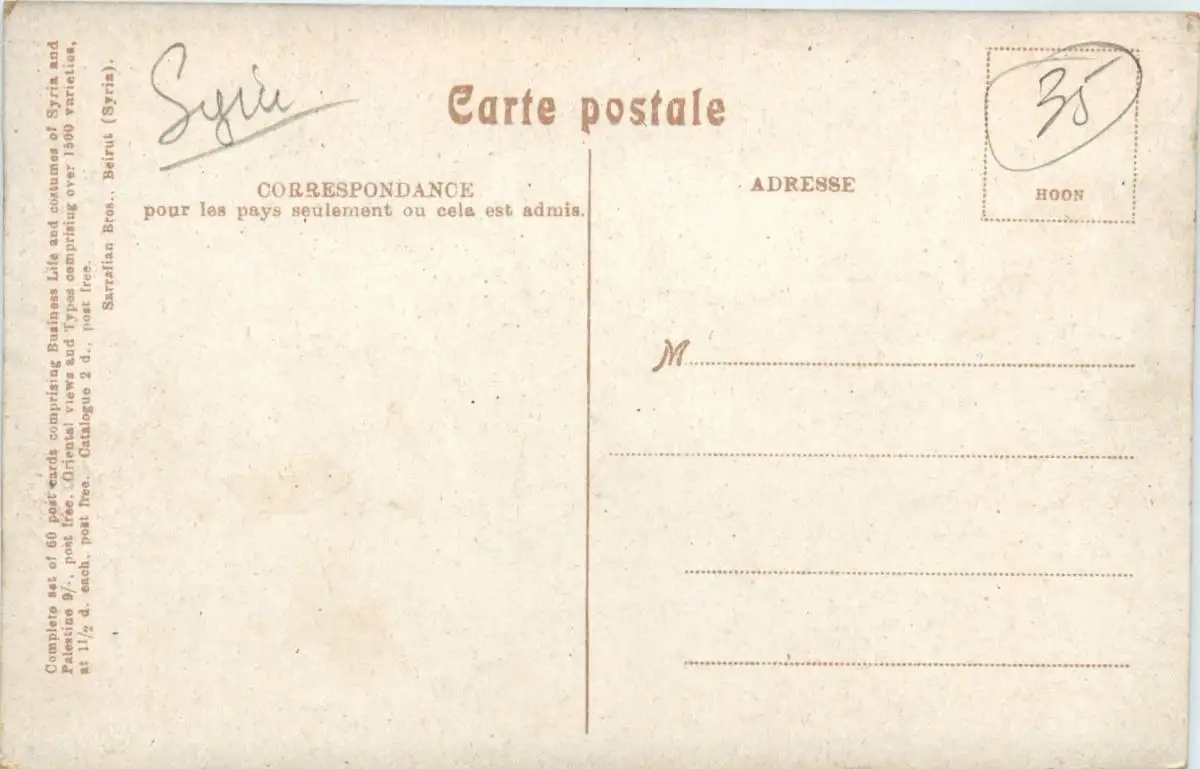 Complete set of 60 post cards comprising Business Life and costumes of Syria and
Palestine 9/-, post free. Oriental views and Types comprising over 1500 varieties,
at 11/2 d. each. post free. Catalogue 2 d., post free.
Sarrafian Bros., Beirut (Syria).
Syrie
Carte postale
35
CORRESPONDANCE
pour les pays seulement ou cela est admis.
ADRESSE
HOON
M